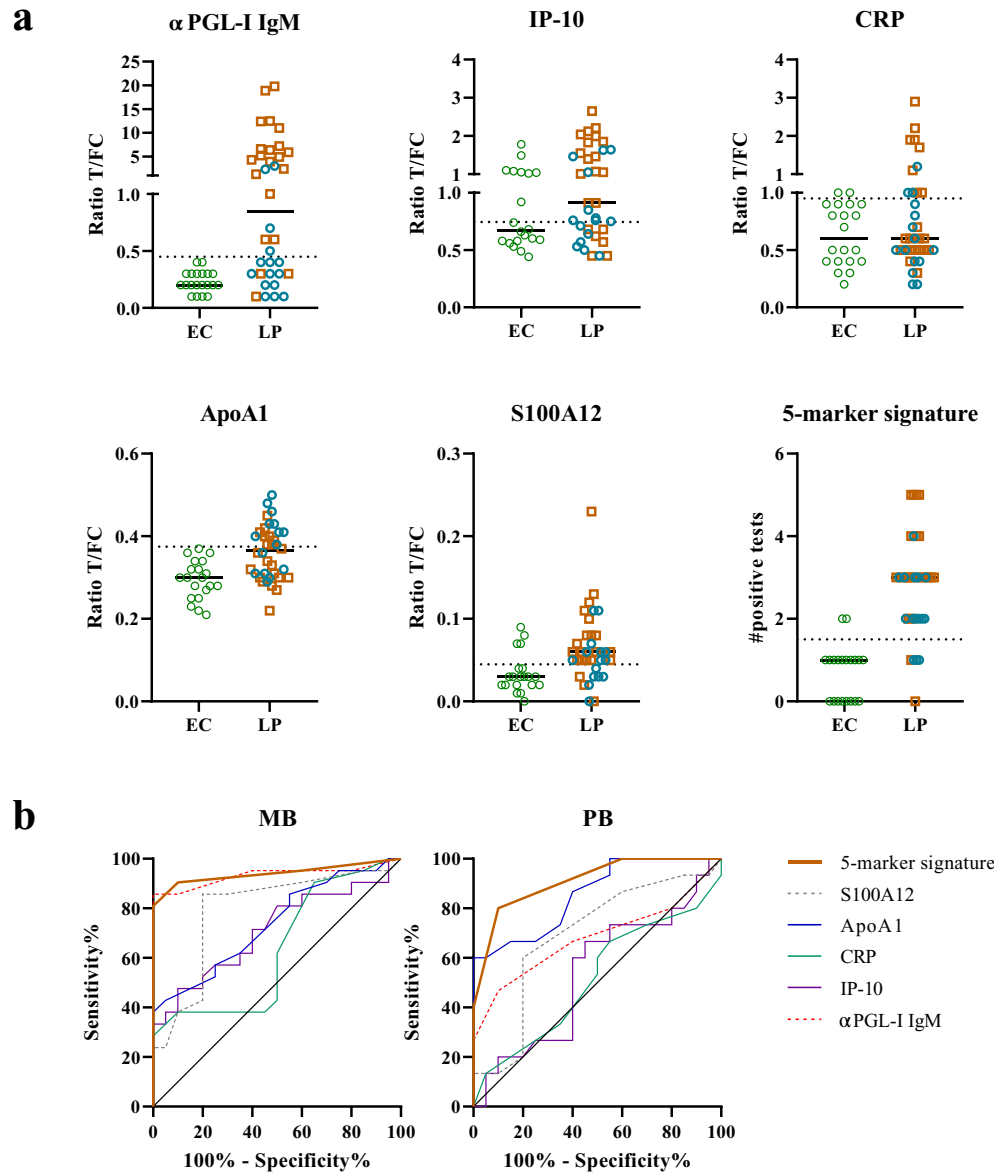 a
α PGL-I IgM
Ratio T/FC
25
20
15
10
5
1.0
0.5
0.0
EC LP
IP-10
Ratio T/FC
4
3
2
1
1.0
0.5
0.0
EC LP
CRP
Ratio T/FC
4
3
2
1
1.0
0.5
0.0
EC LP
ApoA1
Ratio T/FC
0.6
0.4
0.2
0.0
EC LP
S100A12
Ratio T/FC
0.3
0.2
0.1
0.0
EC LP
5-marker signature
#positive tests
6
4
2
0
EC LP
b
MB
Sensitivity%
100
80
60
40
20
0
0 20 40 60 80 100
100% - Specificity%
PB
Sensitivity%
100
80
60
40
20
0
0 20 40 60 80 100
100% - Specificity%
5-marker signature
S100A12
ApoA1
CRP
IP-10
αPGL-I IgM